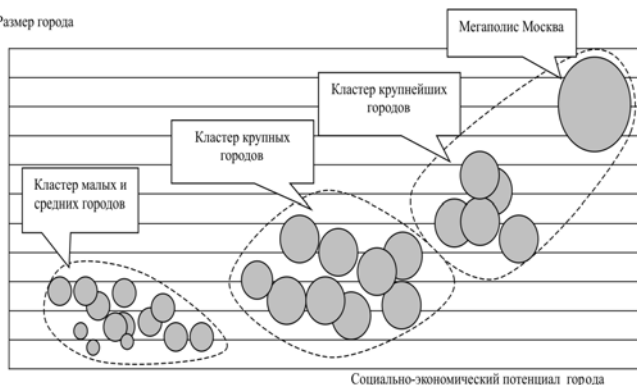 Размер города
Мегаполис Москва
Кластер крупнейших
городов
Кластер крупных
городов
Кластер малых и
средних городов
Социально-экономический потенциал города